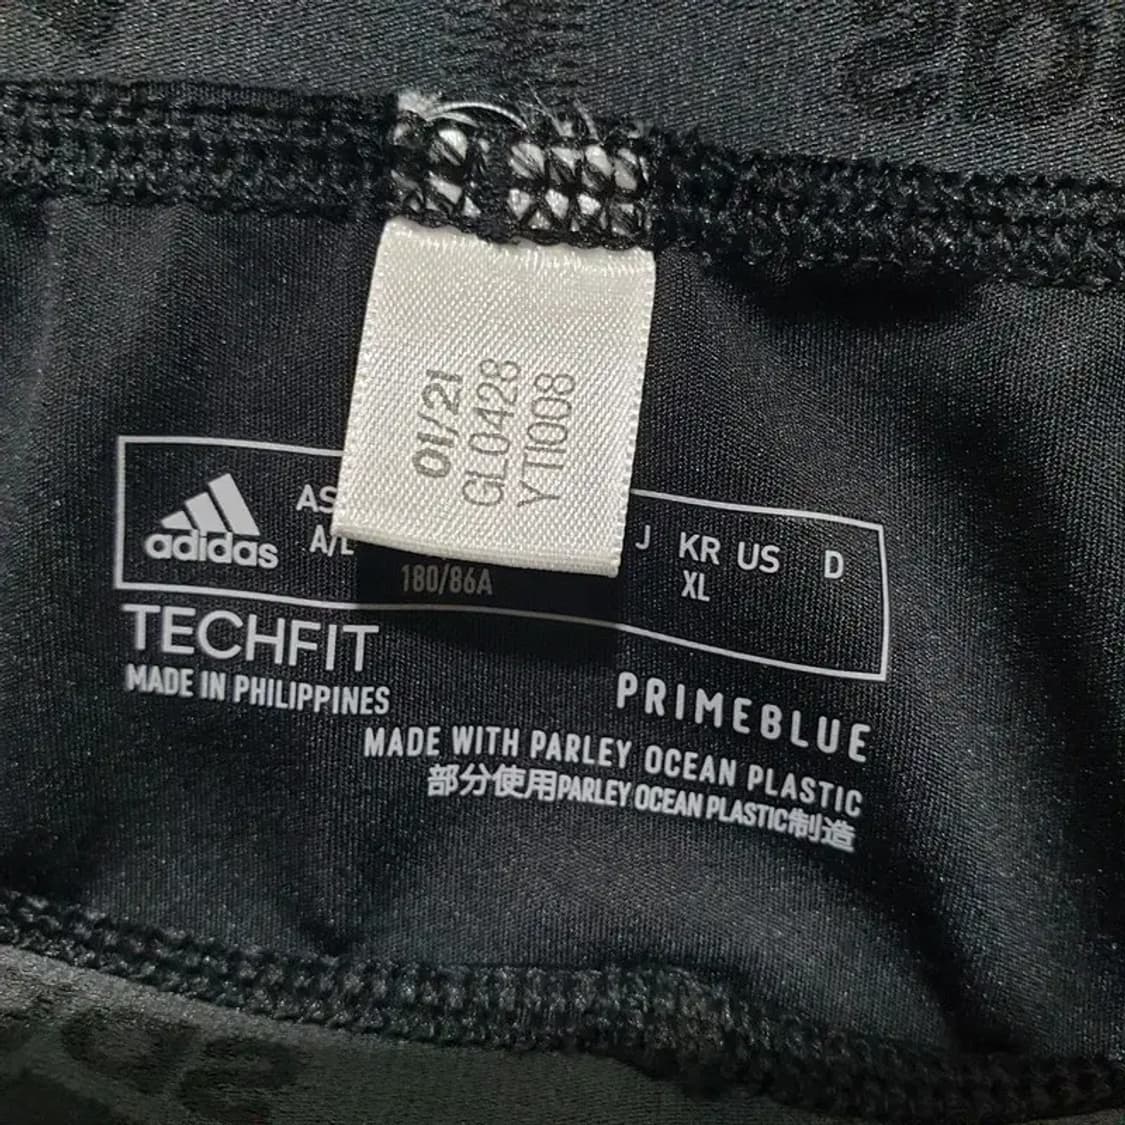 01/21
GL0428
YTI008
adidas
AS
A/L
180/86A
J KR US D
XL
TECHFIT
MADE IN PHILIPPINES
PRIMEBLUE
MADE WITH PARLEY OCEAN PLASTIC
部分使用PARLEY OCEAN PLASTIC制造